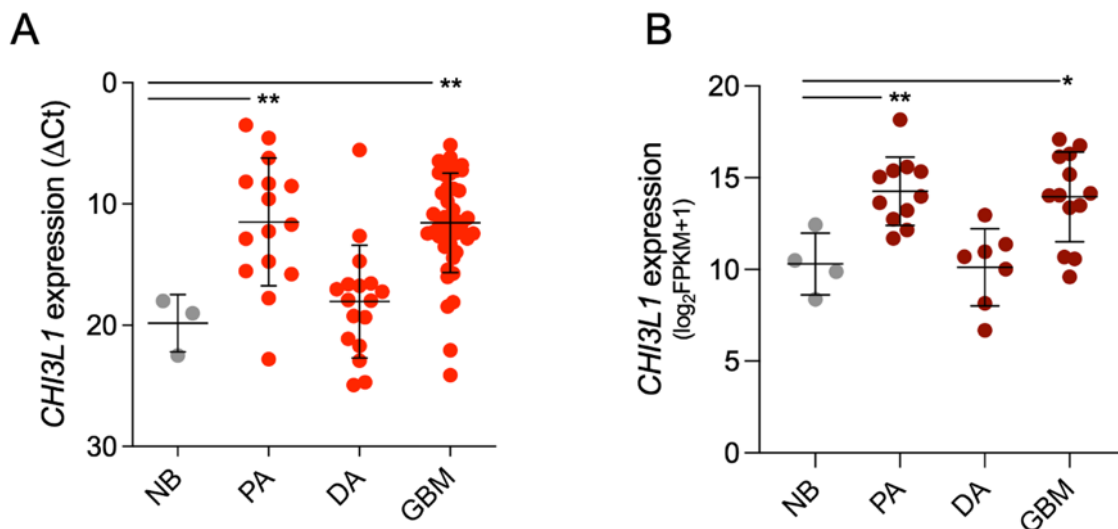 A
CHI3L1 expression (ΔCt)
0
10
20
30
**
**
NB
PA
DA
GBM
B
CHI3L1 expression
(log₂FPKM+1)
20
15
10
5
0
*
**
NB
PA
DA
GBM